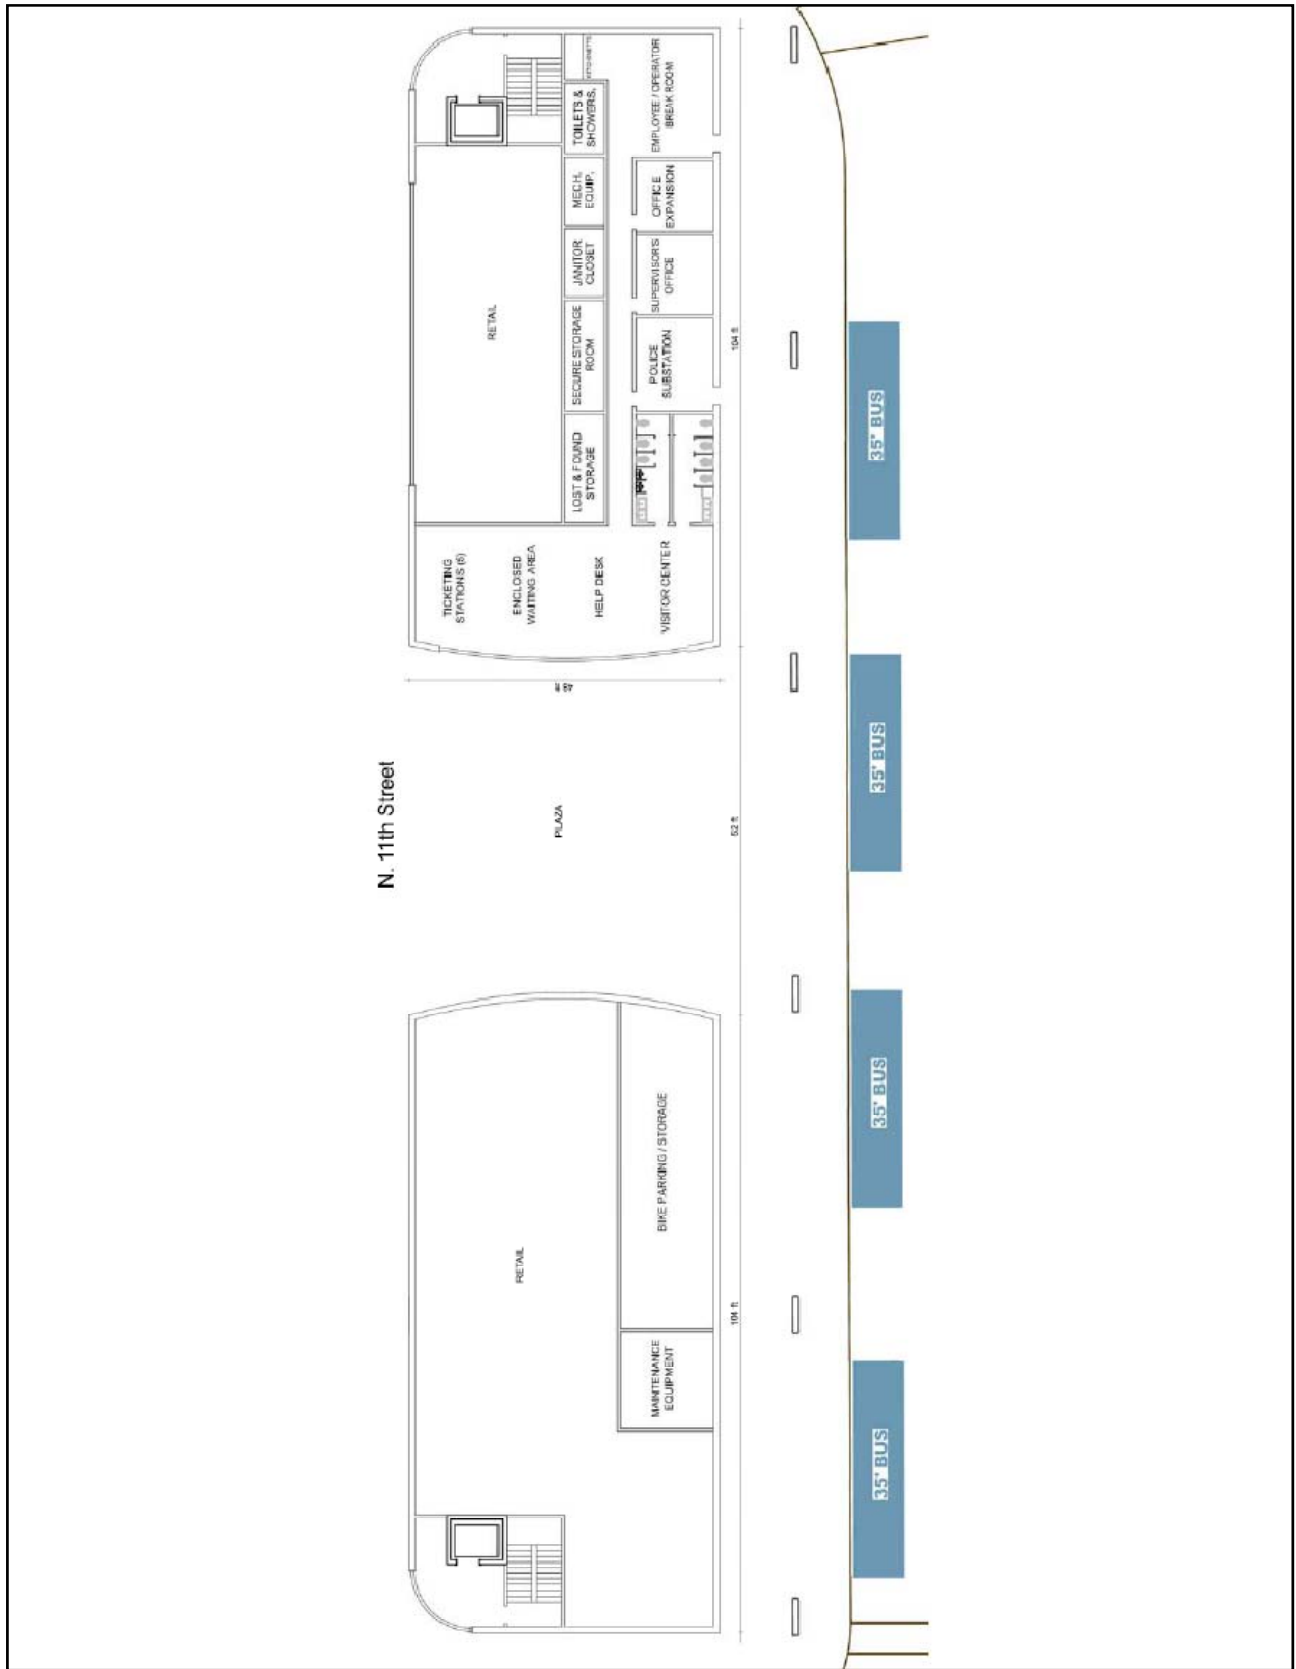 N. 11th Street
RETAIL
TOILETS &
SHOWERS,
MECH.
EQUIP.
JANITOR
CLOSET
SECURE STORAGE
ROOM
LOST & FOUND
STORAGE
EMPLOYEE / OPERATOR
BREAK ROOM
OFFICE
EXPANSION
SUPERVISOR'S
OFFICE
POLICE
SUBSTATION
TICKETING
STATIONS (6)
ENCLOSED
WAITING AREA
HELP DESK
VISITOR CENTER
104 ft
PLAZA
52 ft
RETAIL
BIKE PARKING / STORAGE
MAINTENANCE
EQUIPMENT
104 ft
35' BUS
35' BUS
35' BUS
35' BUS